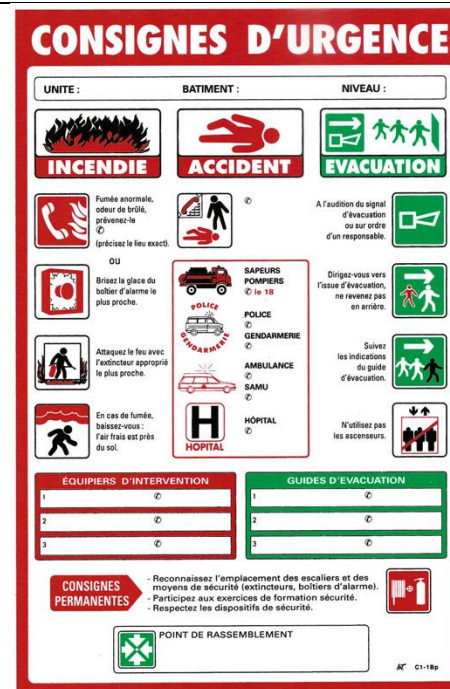 CONSIGNES D'URGENCE
UNITE :
BATIMENT :
NIVEAU :
INCENDIE
ACCIDENT
EVACUATION
Fumée anormale,
odeur de brûlé,
prévenez-le
✆
(précisez le lieu exact).
OU
Brisez la glace du
boîtier d'alarme le
plus proche.
Attaquez le feu avec
l'extincteur approprié
le plus proche.
En cas de fumée,
baissez-vous :
l'air frais est près
du sol.
✆
SAPEURS
POMPIERS
✆ le 18
POLICE
GENDARMERIE
POLICE
✆
GENDARMERIE
✆
AMBULANCE
✆
SAMU
✆
H
HOPITAL
HÔPITAL
✆
A l'audition du signal
d'évacuation
ou sur ordre
d'un responsable.
Dirigez-vous vers
l'issue d'évacuation,
ne revenez pas
en arrière.
Suivez
les indications
du guide
d'évacuation.
N'utilisez pas
les ascenseurs.
ÉQUIPIERS D'INTERVENTION
1 ✆
2 ✆
3 ✆
GUIDES D'EVACUATION
1 ✆
2 ✆
3 ✆
CONSIGNES
PERMANENTES
- Reconnaissez l'emplacement des escaliers et des
moyens de sécurité (extincteurs, boîtiers d'alarme).
- Participez aux exercices de formation sécurité.
- Respectez les dispositifs de sécurité.
POINT DE RASSEMBLEMENT
C1-18p